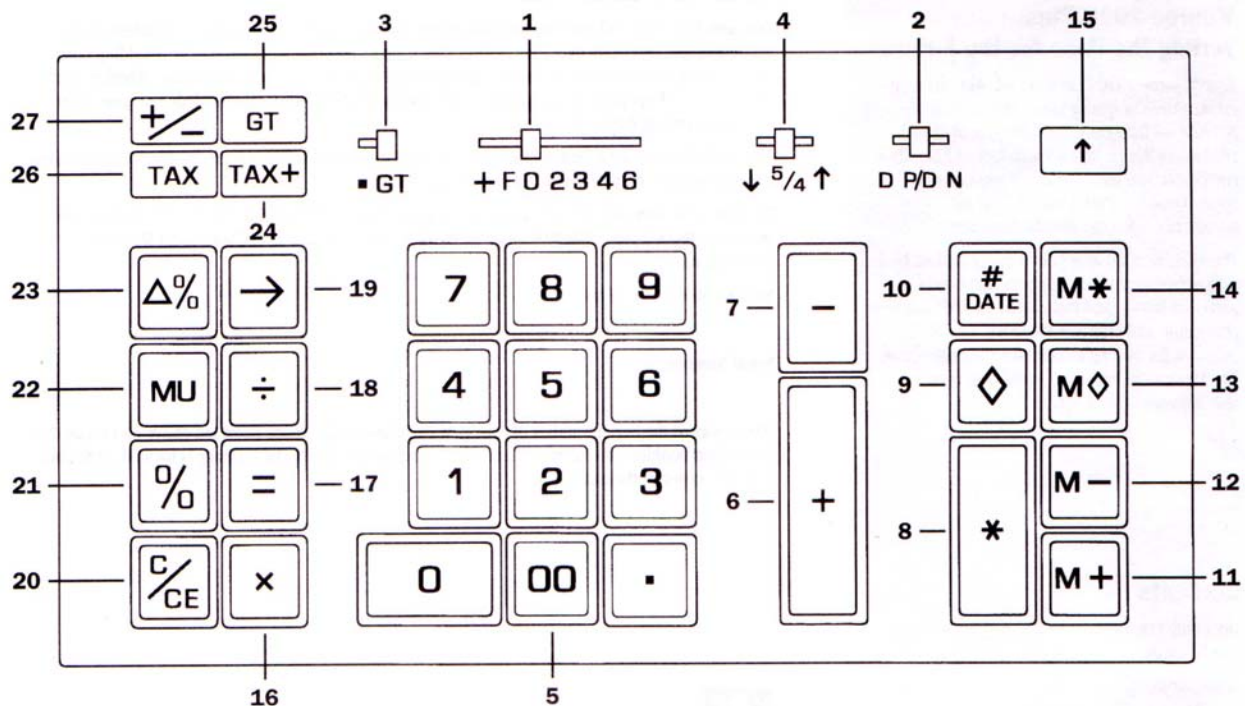 25 3 1 4 2 15
27 +/− GT
26 TAX TAX+ ▪ GT + F 0 2 3 4 6 ↓ 5/4 ↑ D P/D N ↑
24
23 Δ% → 19 7 8 9 7 − 10 # DATE M* 14
22 MU ÷ 18 4 5 6 9 ◊ M◊ 13
21 % = 17 1 2 3 6 + 8 * M− 12
20 C/CE × 0 00 . M+ 11
16 5